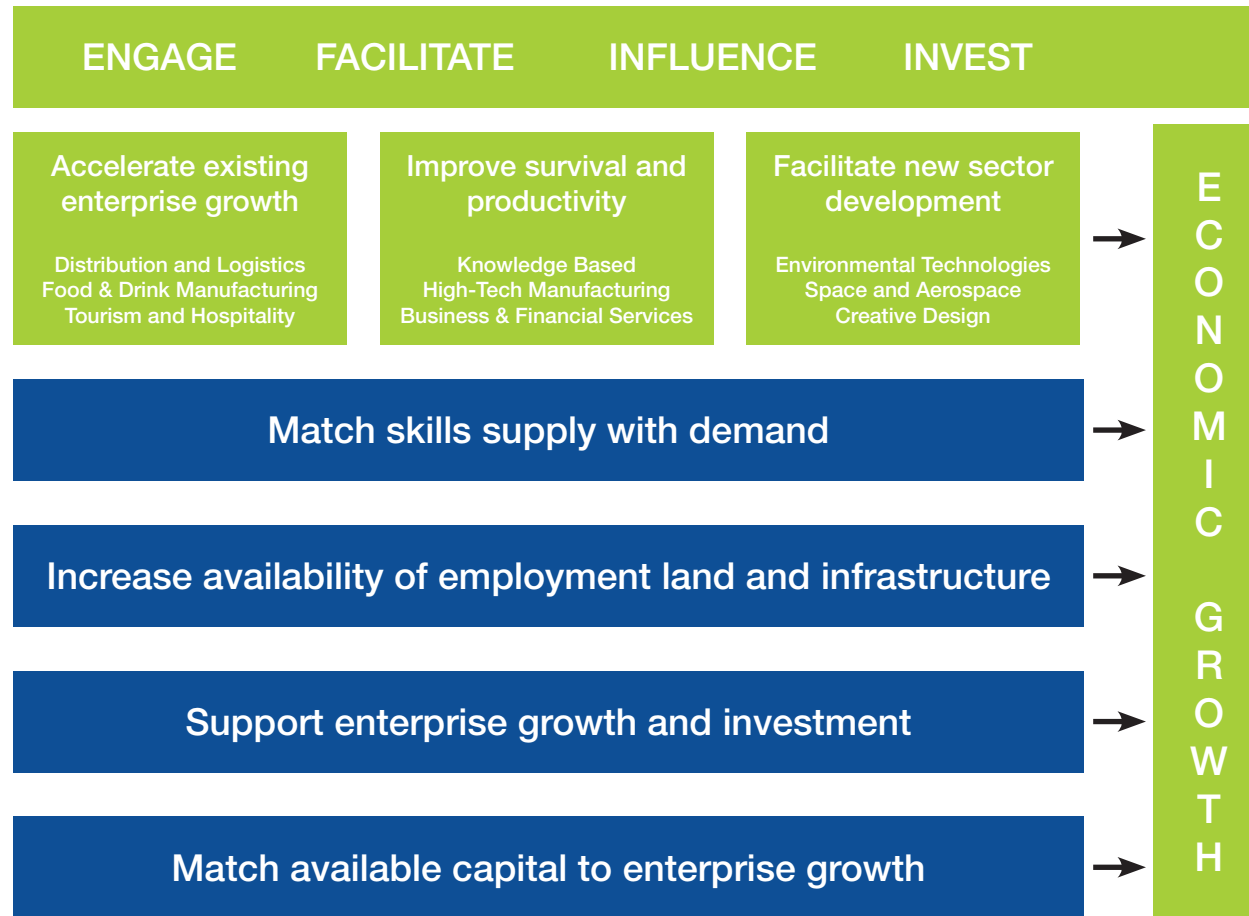 ENGAGE FACILITATE INFLUENCE INVEST
Accelerate existing
enterprise growth
Distribution and Logistics
Food & Drink Manufacturing
Tourism and Hospitality
Improve survival and
productivity
Knowledge Based
High-Tech Manufacturing
Business & Financial Services
Facilitate new sector
development
Environmental Technologies
Space and Aerospace
Creative Design
Match skills supply with demand
Increase availability of employment land and infrastructure
Support enterprise growth and investment
Match available capital to enterprise growth
ECONOMIC GROWTH